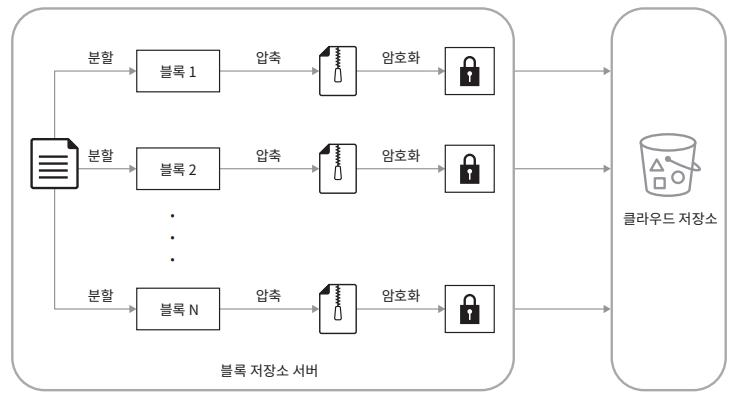 분할
블록 1
압축
암호화
분할
블록 2
압축
암호화
클라우드 저장소
분할
블록 N
압축
암호화
블록 저장소 서버